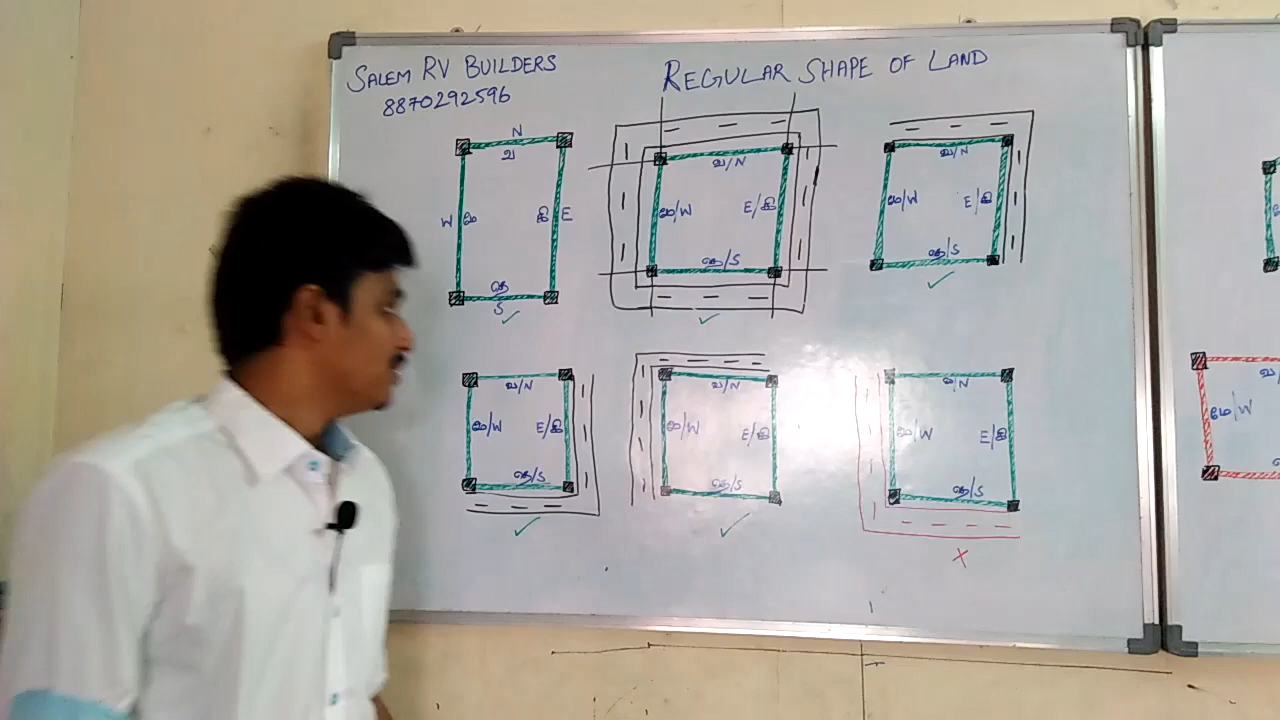 SALEM RV BUILDERS
8870292596
REGULAR SHAPE OF LAND
N
வ
W மே
கி E
தெ
S
வ/N
மே/W
E/கி
தெ/S
வ/N
மே/W
E/கி
தெ/S
வ/N
மே/W
E/கி
தெ/S
வ/N
மே/W
E/கி
தெ/S
வ/N
மே/W
E/கி
தெ/S
மே/W